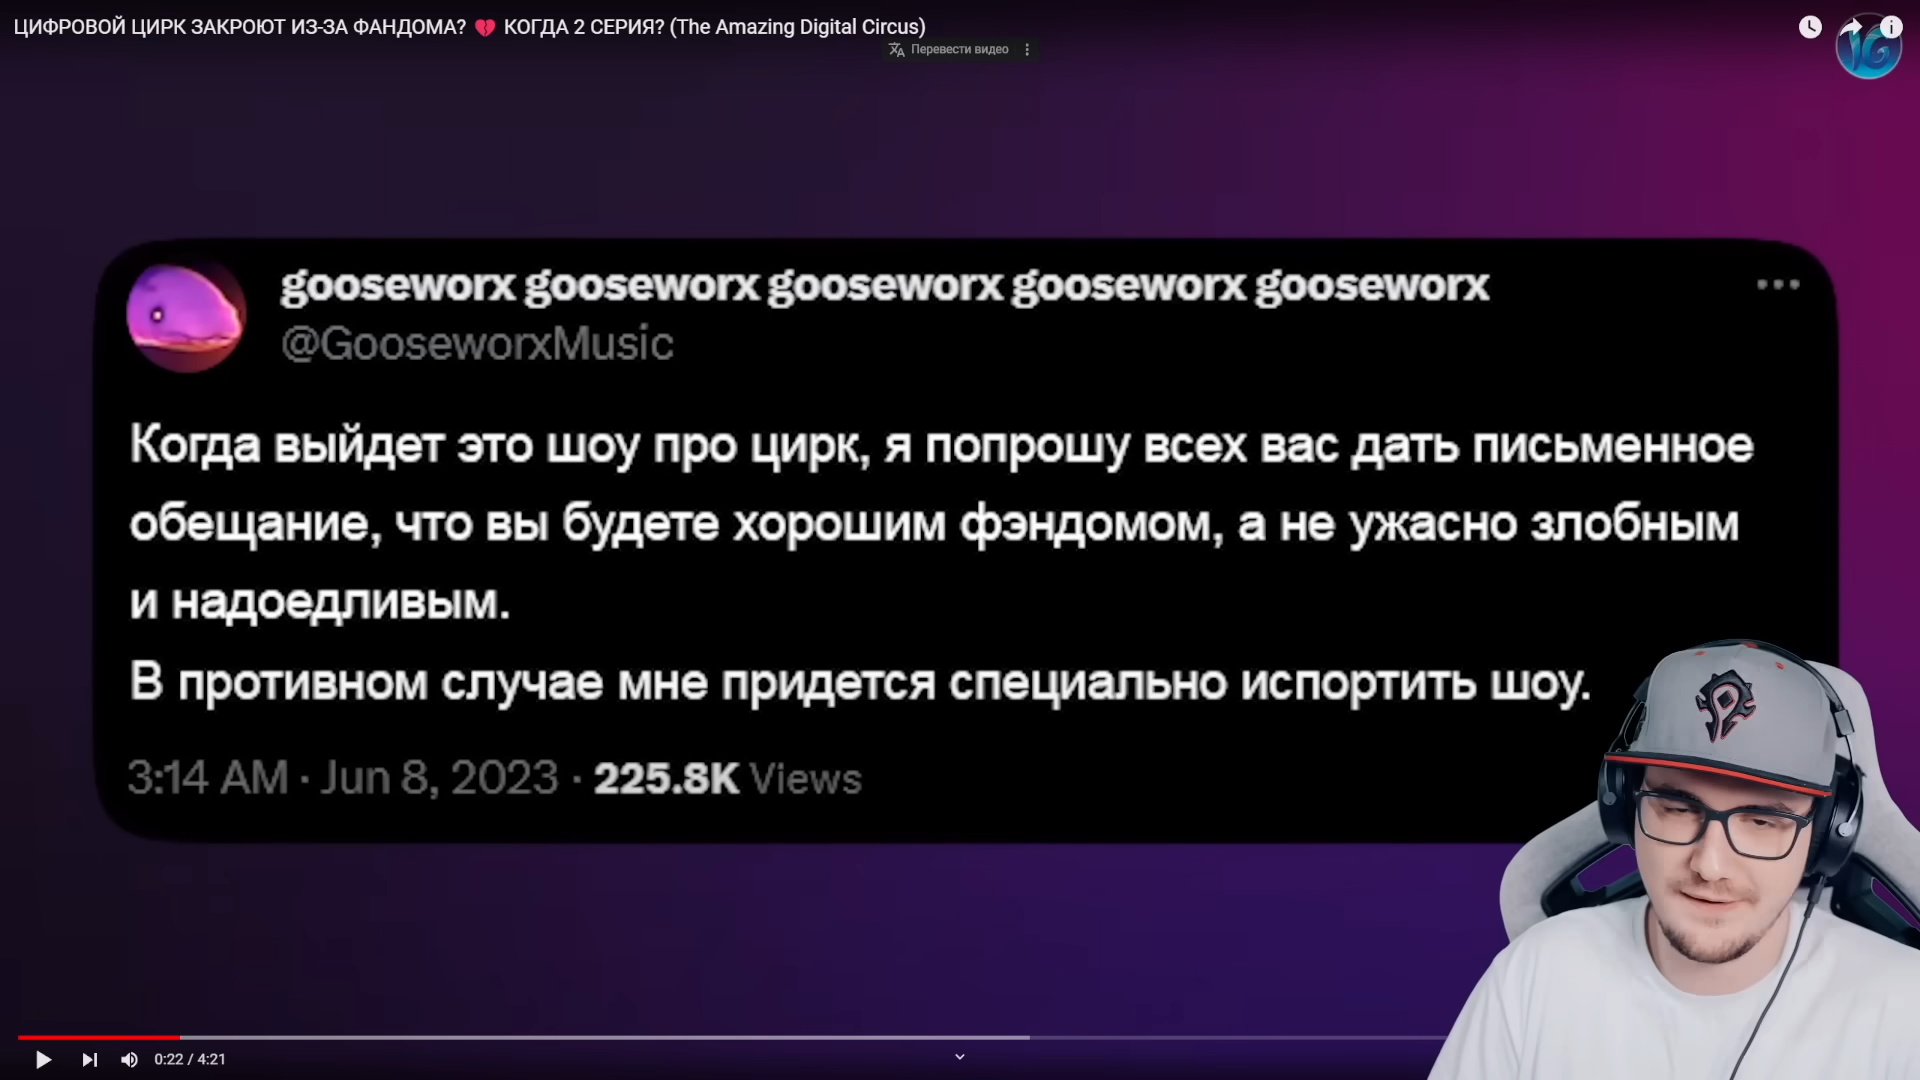 ЦИФРОВОЙ ЦИРК ЗАКРОЮТ ИЗ-ЗА ФАНДОМА? 💔 КОГДА 2 СЕРИЯ? (The Amazing Digital Circus)
Перевести видео
gooseworx gooseworx gooseworx gooseworx gooseworx
@GooseworxMusic
Когда выйдет это шоу про цирк, я попрошу всех вас дать письменное
обещание, что вы будете хорошим фэндомом, а не ужасно злобным
и надоедливым.
В противном случае мне придется специально испортить шоу.
3:14 AM · Jun 8, 2023 · 225.8K Views
0:22 / 4:21